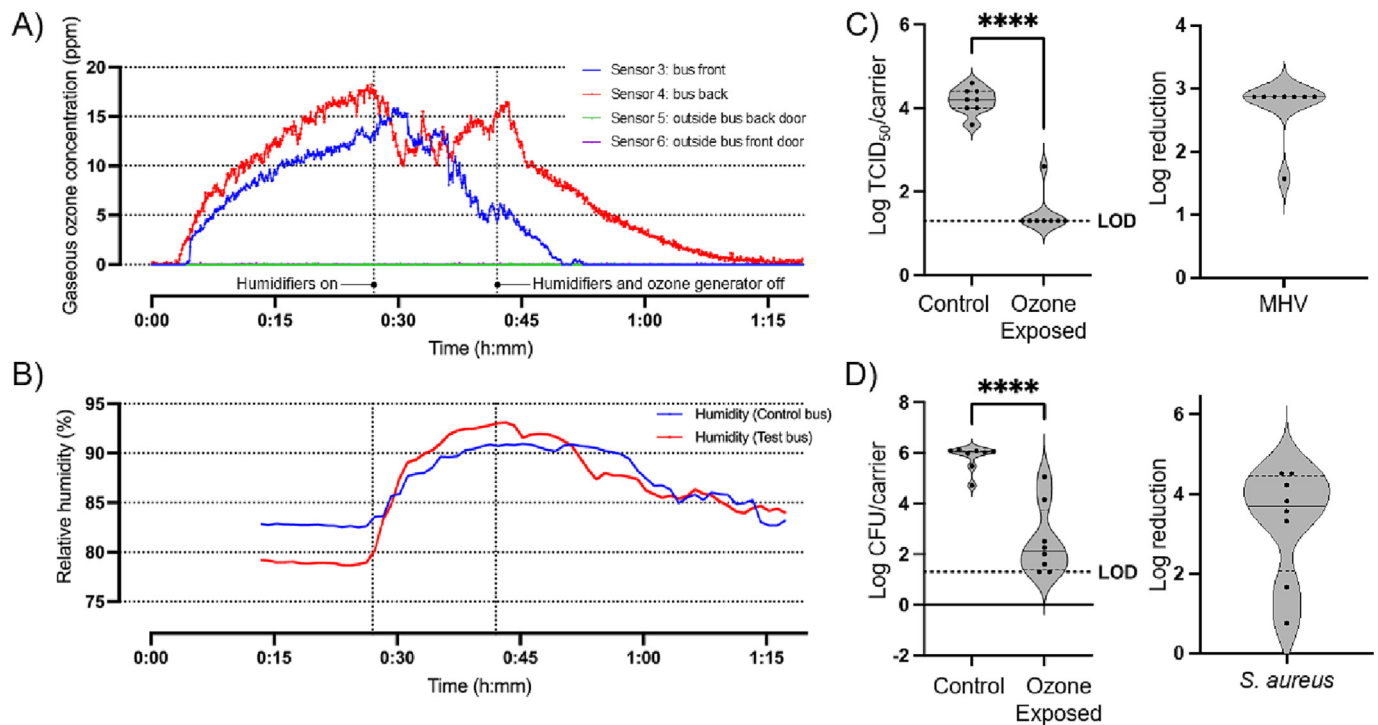 A)
Gaseous ozone concentration (ppm)
20
15
10
5
0
Sensor 3: bus front
Sensor 4: bus back
Sensor 5: outside bus back door
Sensor 6: outside bus front door
Humidifiers on
Humidifiers and ozone generator off
0:00 0:15 0:30 0:45 1:00 1:15
Time (h:mm)
B)
Relative humidity (%)
95
90
85
80
75
Humidity (Control bus)
Humidity (Test bus)
0:00 0:15 0:30 0:45 1:00 1:15
Time (h:mm)
C)
Log TCID50/carrier
6
4
2
0
****
LOD
Control Ozone
Exposed
Log reduction
4
3
2
1
0
MHV
D)
Log CFU/carrier
8
6
4
2
0
-2
****
LOD
Control Ozone
Exposed
Log reduction
6
4
2
0
S. aureus